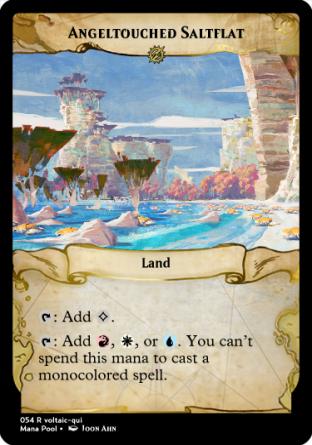 Angeltouched Saltflat
Land
: Add .
: Add , , or . You can't
spend this mana to cast a
monocolored spell.
054 R voltaic-qui
Mana Pool • Joon Ahn